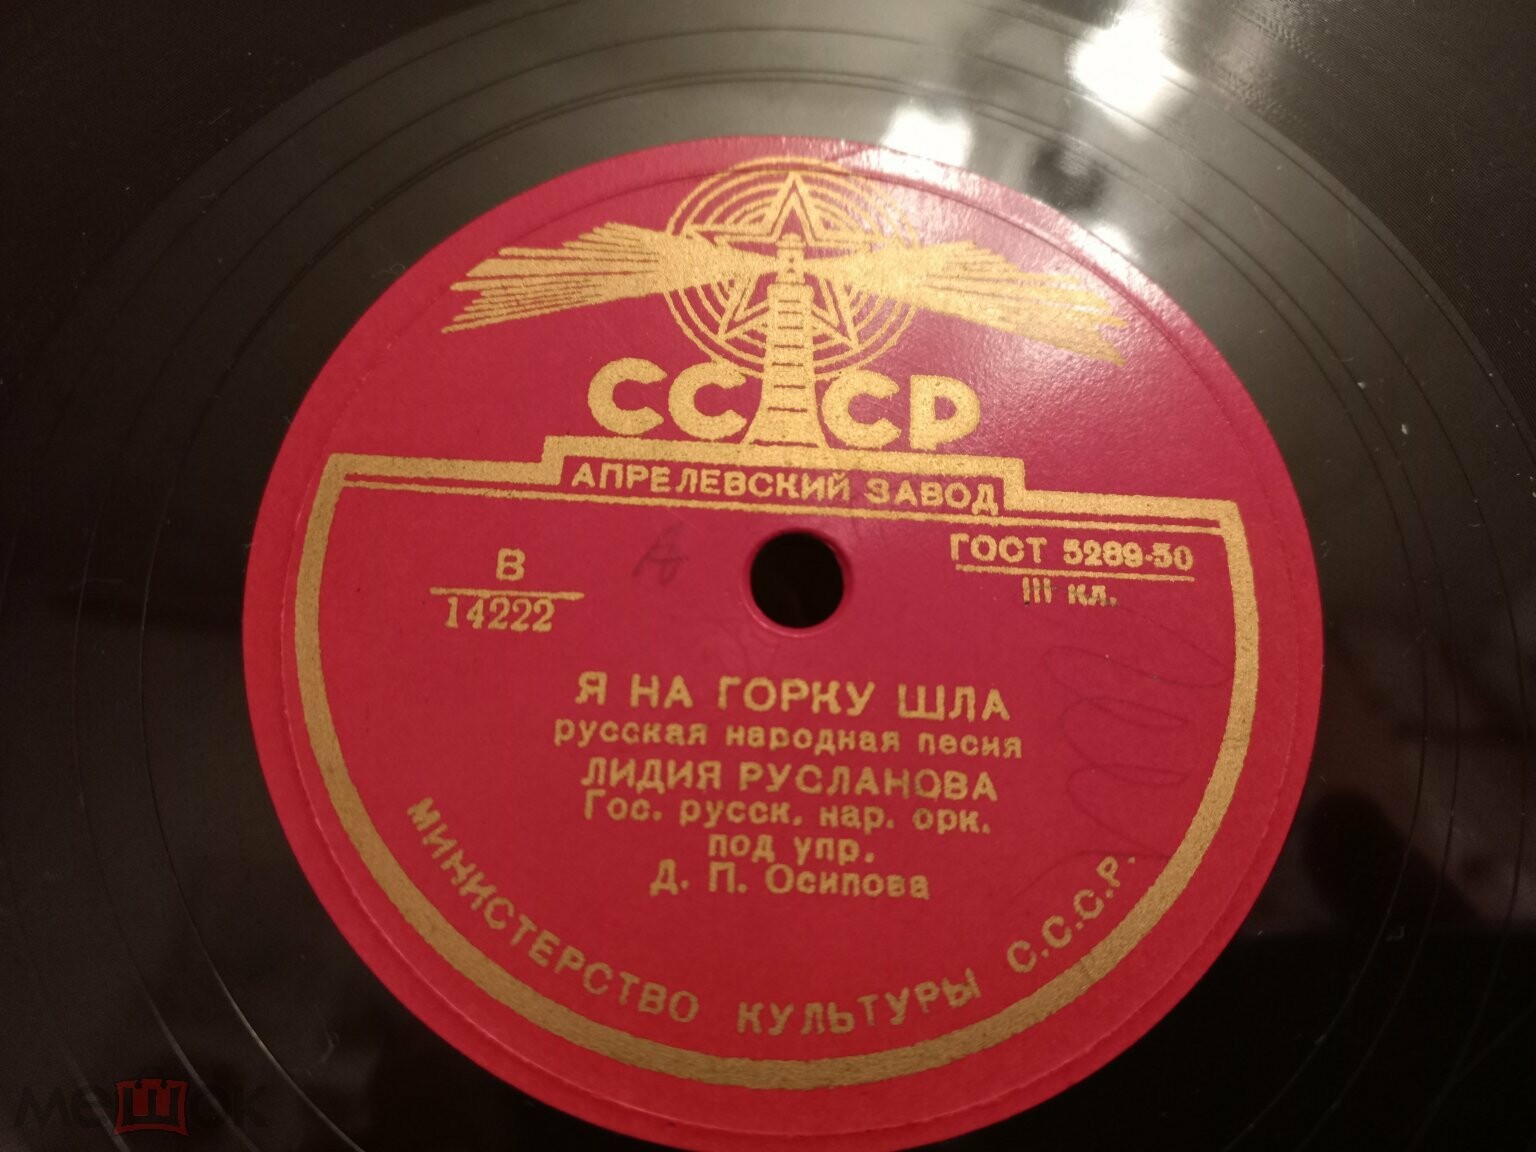 СССР
АПРЕЛЕВСКИЙ ЗАВОД
ГОСТ 5289-50
III кл.
В
14222
Я НА ГОРКУ ШЛА
русская народная песня
ЛИДИЯ РУСЛАНОВА
Гос. русск. нар. орк.
под упр.
Д. П. Осипова
МИНИСТЕРСТВО КУЛЬТУРЫ С.С.С.Р.
мешок